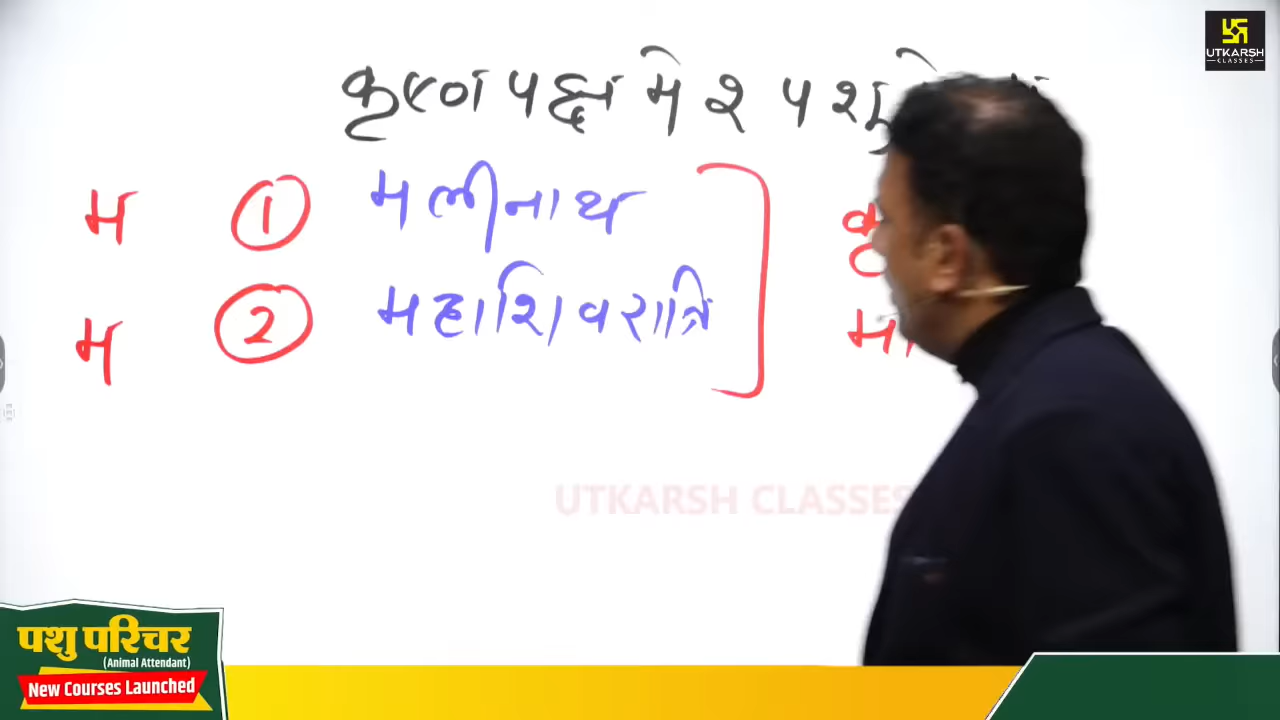 UTKARSH
CLASSES
कृष्ण पक्ष मे 2
म 1 मलीनाथ
म 2 महाशिवरात्रि
UTKARSH CLASSES
पशु परिचर
(Animal Attendant)
New Courses Launched